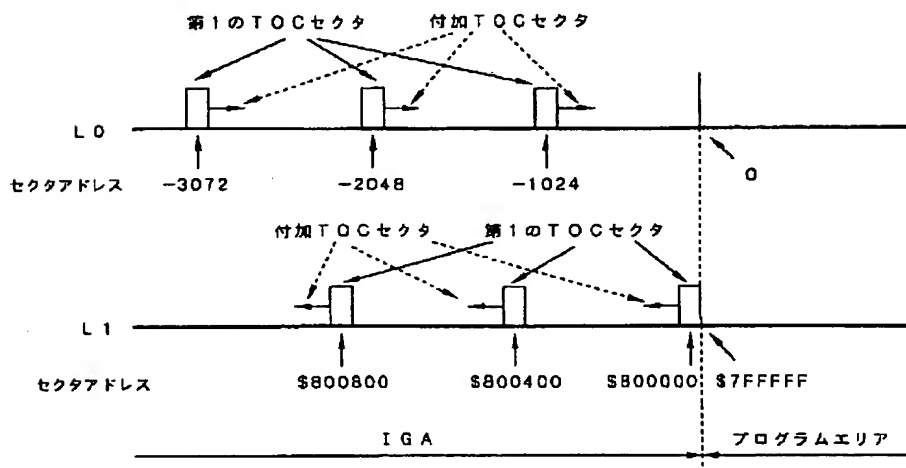 第1のTOCセクタ 付加TOCセクタ
L0
セクタアドレス -3072 -2048 -1024 0
付加TOCセクタ 第1のTOCセクタ
L1
セクタアドレス $800800 $800400 $800000 $7FFFFF
IGA プログラムエリア